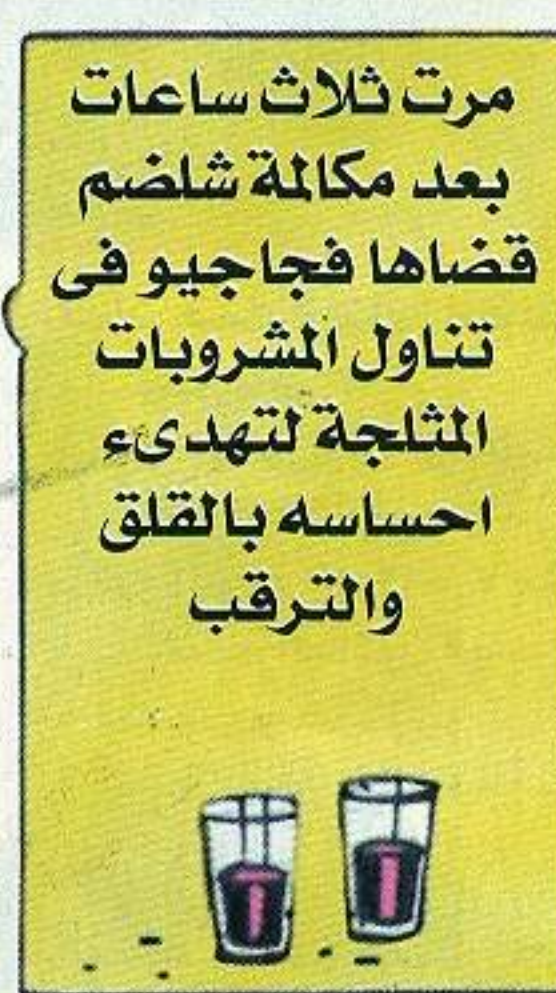 مرت ثلاث ساعات
بعد مكالمة شلضم
قضاها فجاجيو فى
تناول المشروبات
المثلجة لتهدىء
احساسه بالقلق
والترقب